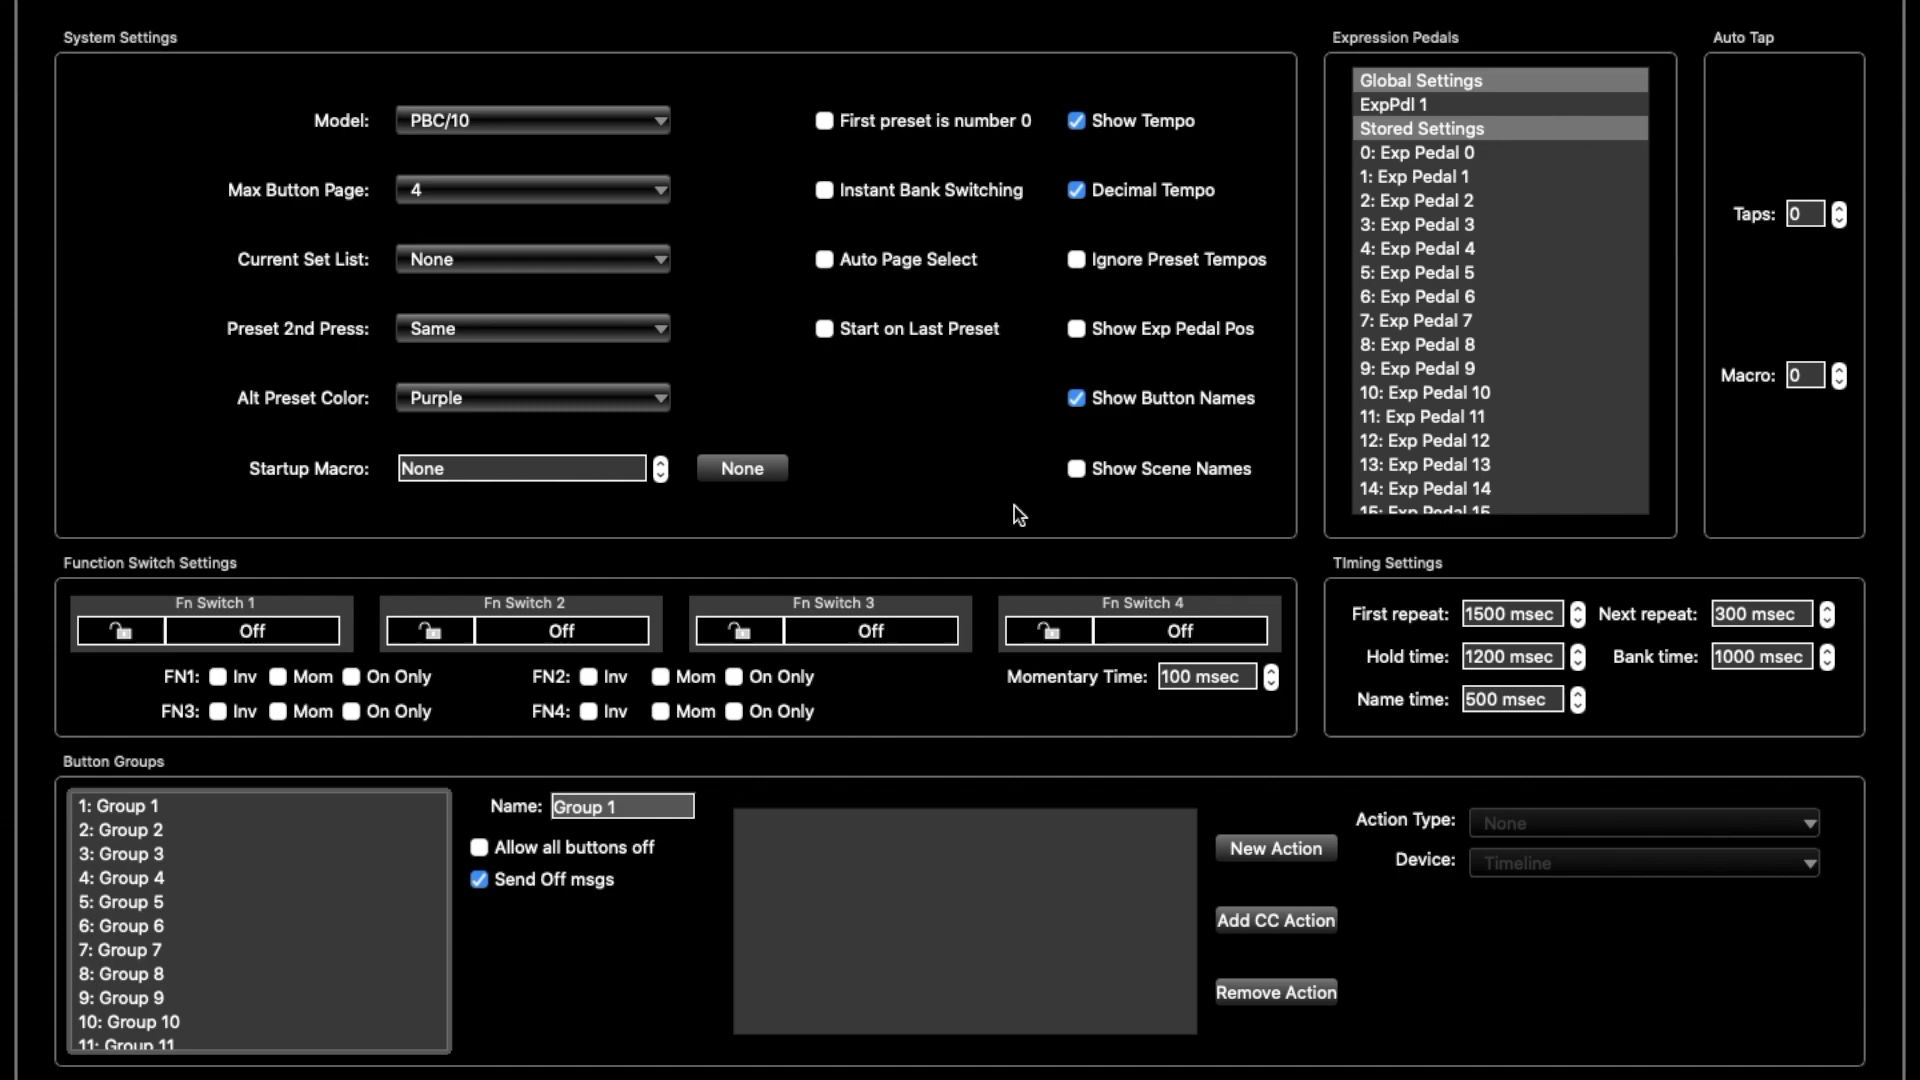 System Settings
Model: PBC/10
Max Button Page: 4
Current Set List: None
Preset 2nd Press: Same
Alt Preset Color: Purple
Startup Macro: None None
First preset is number 0
Instant Bank Switching
Auto Page Select
Start on Last Preset
Show Tempo
Decimal Tempo
Ignore Preset Tempos
Show Exp Pedal Pos
Show Button Names
Show Scene Names
Expression Pedals
Global Settings
ExpPdl 1
Stored Settings
0: Exp Pedal 0
1: Exp Pedal 1
2: Exp Pedal 2
3: Exp Pedal 3
4: Exp Pedal 4
5: Exp Pedal 5
6: Exp Pedal 6
7: Exp Pedal 7
8: Exp Pedal 8
9: Exp Pedal 9
10: Exp Pedal 10
11: Exp Pedal 11
12: Exp Pedal 12
13: Exp Pedal 13
14: Exp Pedal 14
15: Exp Pedal 15
Auto Tap
Taps: 0
Macro: 0
Function Switch Settings
Fn Switch 1
Off
Fn Switch 2
Off
Fn Switch 3
Off
Fn Switch 4
Off
FN1: Inv Mom On Only
FN2: Inv Mom On Only
Momentary Time: 100 msec
FN3: Inv Mom On Only
FN4: Inv Mom On Only
TIming Settings
First repeat: 1500 msec Next repeat: 300 msec
Hold time: 1200 msec Bank time: 1000 msec
Name time: 500 msec
Button Groups
1: Group 1
2: Group 2
3: Group 3
4: Group 4
5: Group 5
6: Group 6
7: Group 7
8: Group 8
9: Group 9
10: Group 10
11: Group 11
Name: Group 1
Allow all buttons off
Send Off msgs
New Action
Add CC Action
Remove Action
Action Type: None
Device: Timeline